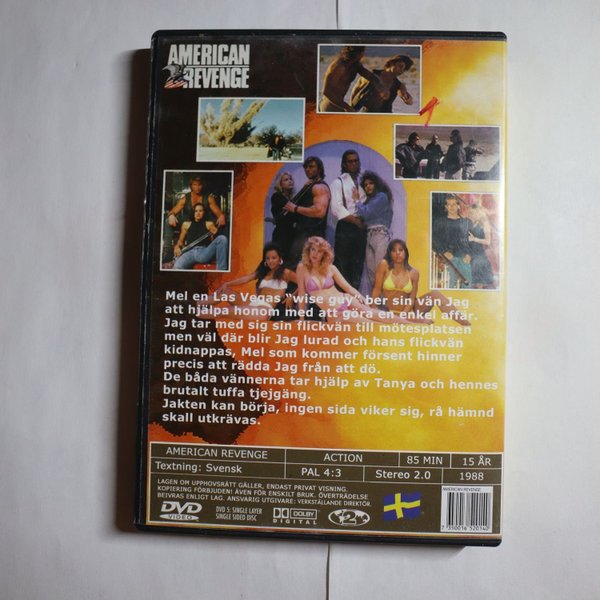 AMERICAN
REVENGE
Mel en Las Vegas "wise guy" ber sin vän Jag
att hjälpa honom med att göra en enkel affär.
Jag tar med sig sin flickvän till mötesplatsen
men väl där blir Jag lurad och hans flickvän
kidnappas, Mel som kommer försent hinner
precis att rädda Jag från att dö.
De båda vännerna tar hjälp av Tanya och hennes
brutalt tuffa tjejgäng.
Jakten kan börja, ingen sida viker sig, rå hämnd
skall utkrävas.
AMERICAN REVENGE ACTION 85 MIN 15 ÅR
Textning: Svensk PAL 4:3 Stereo 2.0 1988
LAGEN OM UPPHOVSRÄTT GÄLLER, ENDAST PRIVAT VISNING.
KOPIERING FÖRBJUDEN! ÄVEN FÖR ENSKILT BRUK. ÖVERTRÄDELSE
BEIVRAS ENLIGT LAG. ANSVARIG UTGIVARE: VERKSTÄLLANDE DIREKTÖR.
DVD
VIDEO
DVD 5: SINGLE LAYER
SINGLE SIDED DISC
DOLBY
DIGITAL
2
AMERICAN REVENGE
7 350016 520140